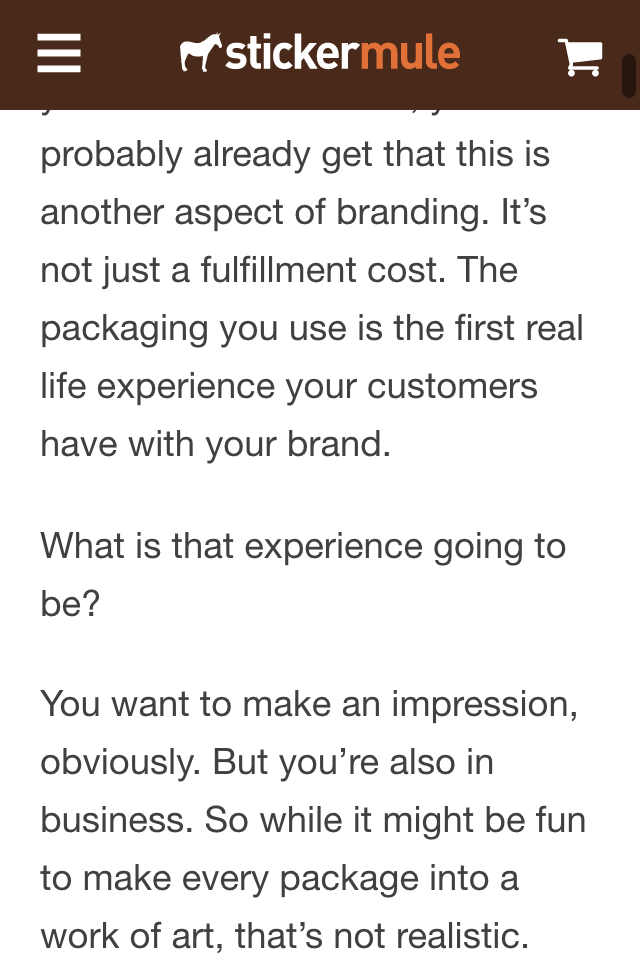 stickermule
probably already get that this is
another aspect of branding. It’s
not just a fulfillment cost. The
packaging you use is the first real
life experience your customers
have with your brand.
What is that experience going to
be?
You want to make an impression,
obviously. But you’re also in
business. So while it might be fun
to make every package into a
work of art, that’s not realistic.